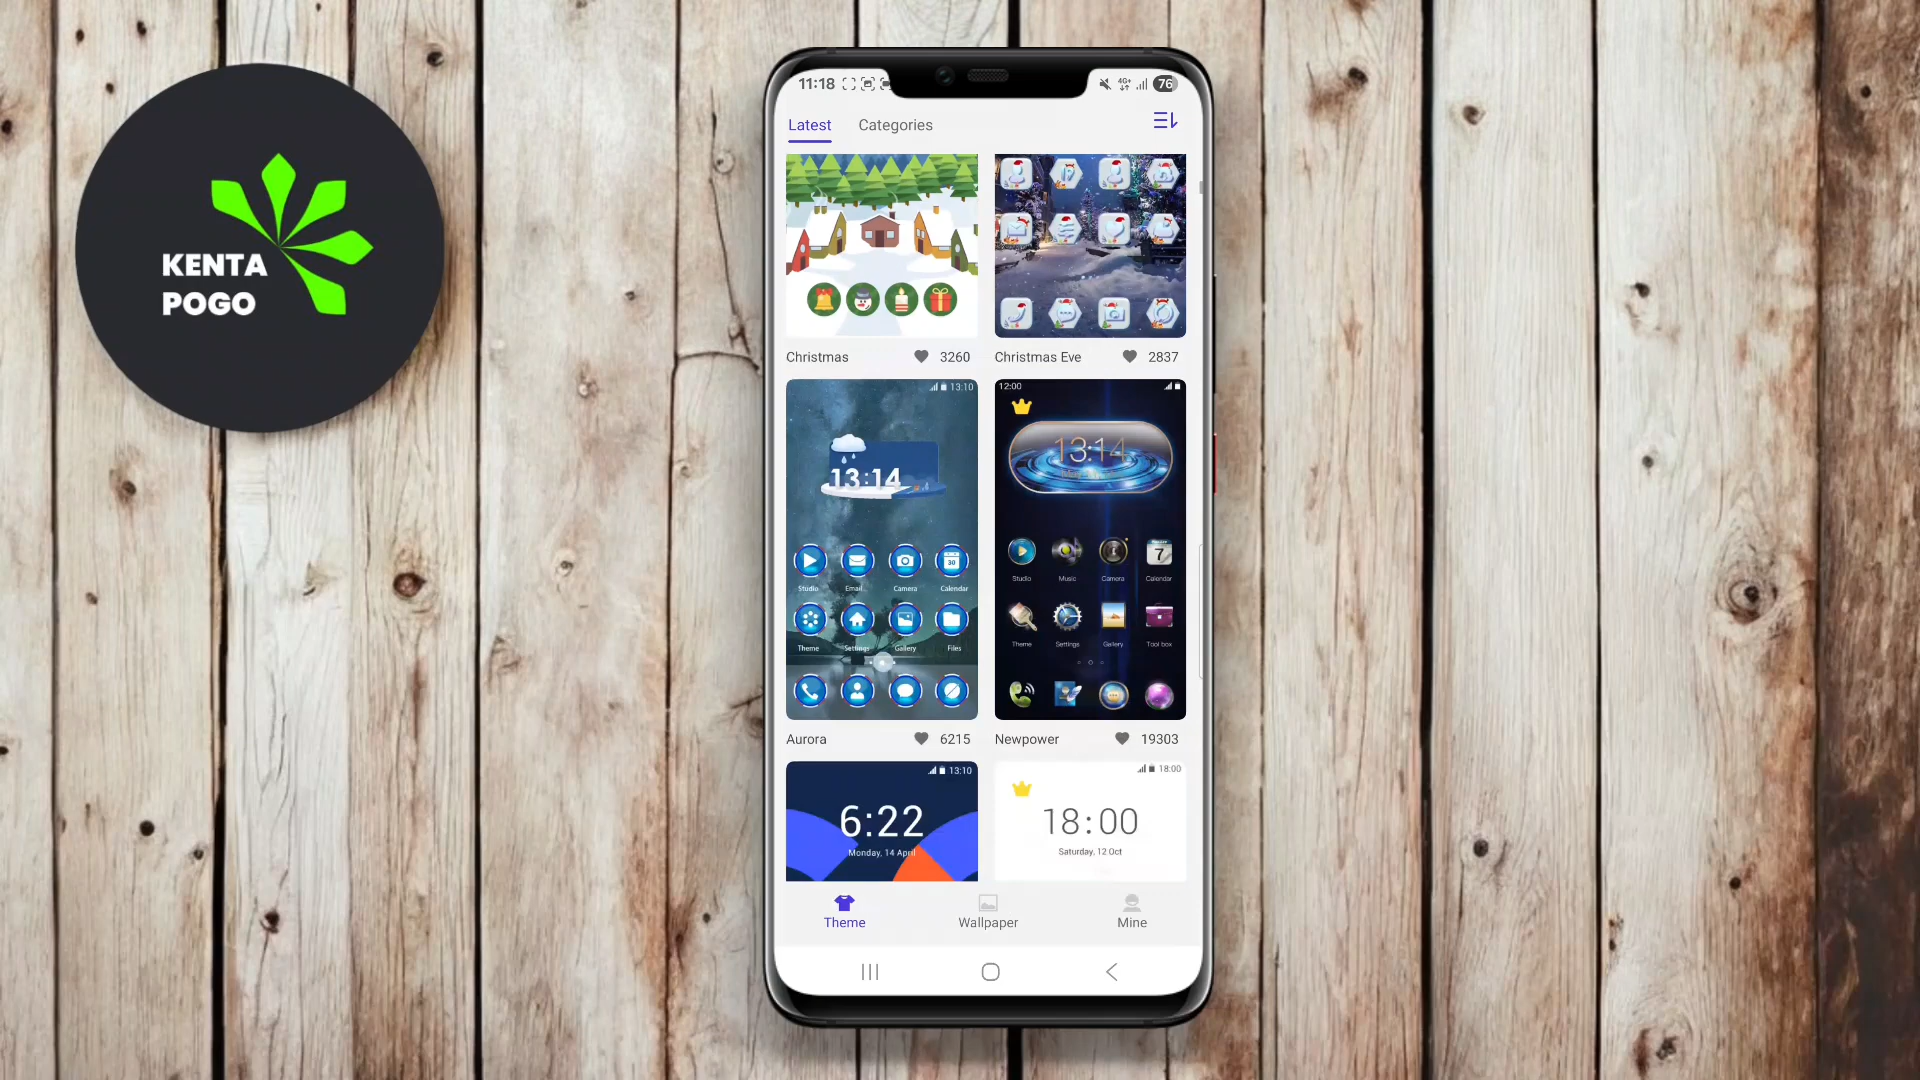 KENTA
POGO
11:18
4G+
76
Latest
Categories
Christmas
3260
Christmas Eve
2837
13:10
13:14
Studio
Email
Camera
Calendar
30
Theme
Settings
Gallery
Files
12:00
13:14
Studio
Music
Camera
Calendar
7
Theme
Settings
Gallery
Tool box
Aurora
6215
Newpower
19303
13:10
6:22
Monday, 14 April
18:00
18:00
Saturday, 12 Oct
Theme
Wallpaper
Mine